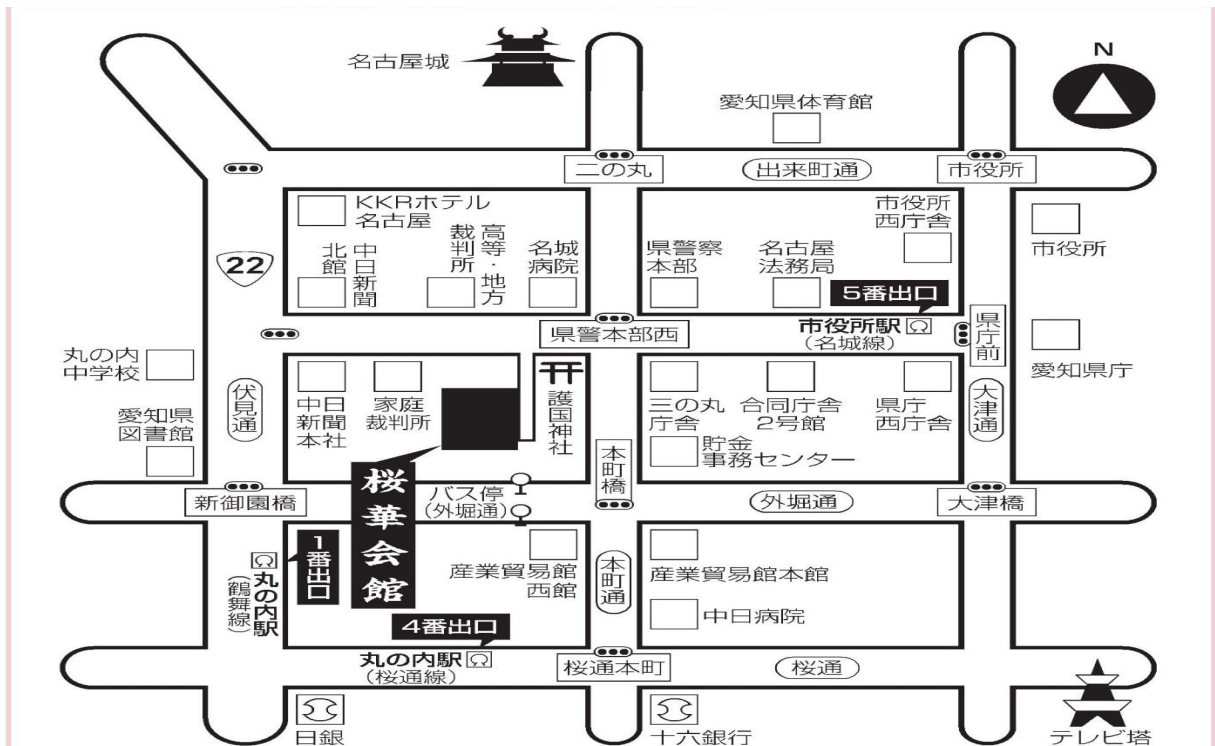 名古屋城
N
愛知県体育館
二の丸
出来町通
市役所
KKRホテル
名古屋
市役所
西庁舎
市役所
22
中日新聞
北館
高等・地方
裁判所
名城
病院
県警察
本部
名古屋
法務局
5番出口
県警本部西
市役所駅
(名城線)
県庁前
丸の内
中学校
愛知県庁
伏見通
中日
新聞
本社
家庭
裁判所
護国神社
三の丸
庁舎
合同庁舎
2号館
県庁
西庁舎
大津通
愛知県
図書館
貯金
事務センター
本町橋
新御園橋
桜華会館
バス停
(外堀通)
外堀通
大津橋
1番出口
丸の内駅
(鶴舞線)
産業貿易館
西館
本町通
産業貿易館本館
中日病院
4番出口
丸の内駅
(桜通線)
桜通本町
桜通
日銀
十六銀行
テレビ塔